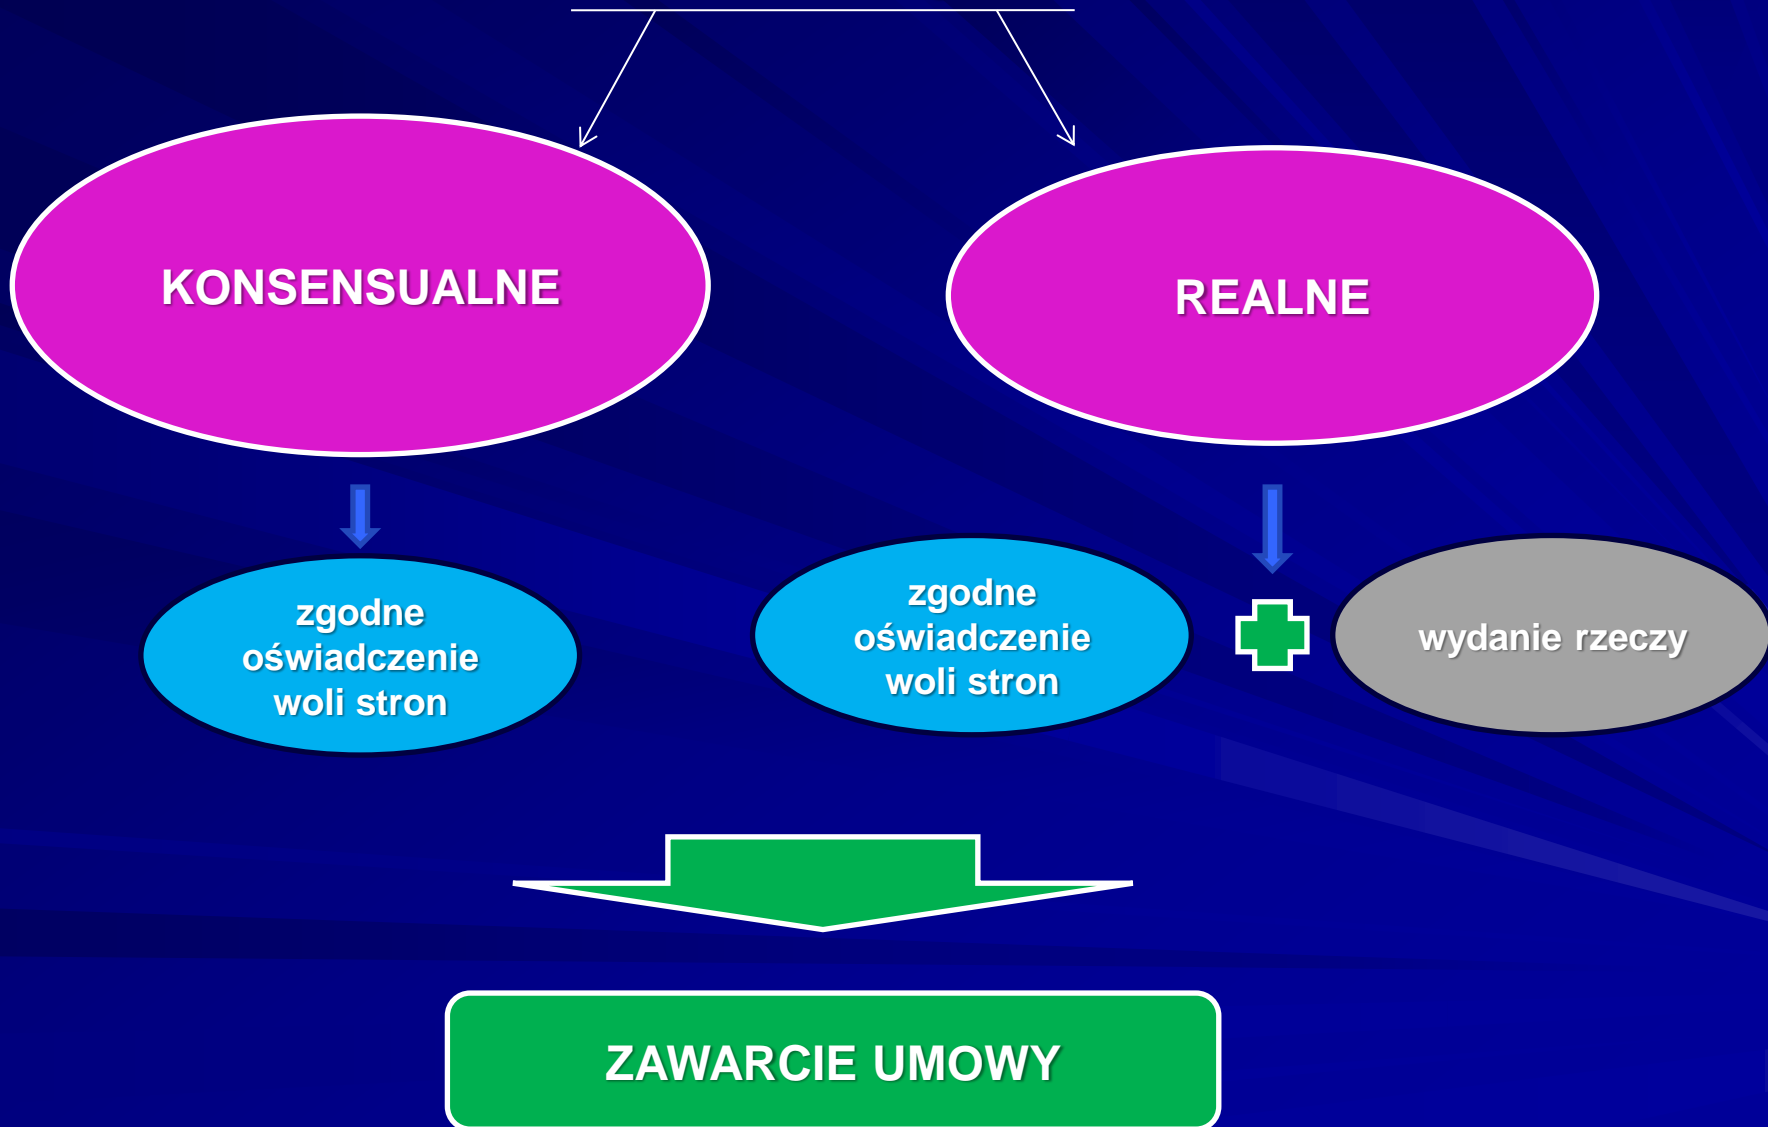 KONSENSUALNE
REALNE
zgodne
oświadczenie
woli stron
zgodne
oświadczenie
woli stron
wydanie rzeczy
ZAWARCIE UMOWY